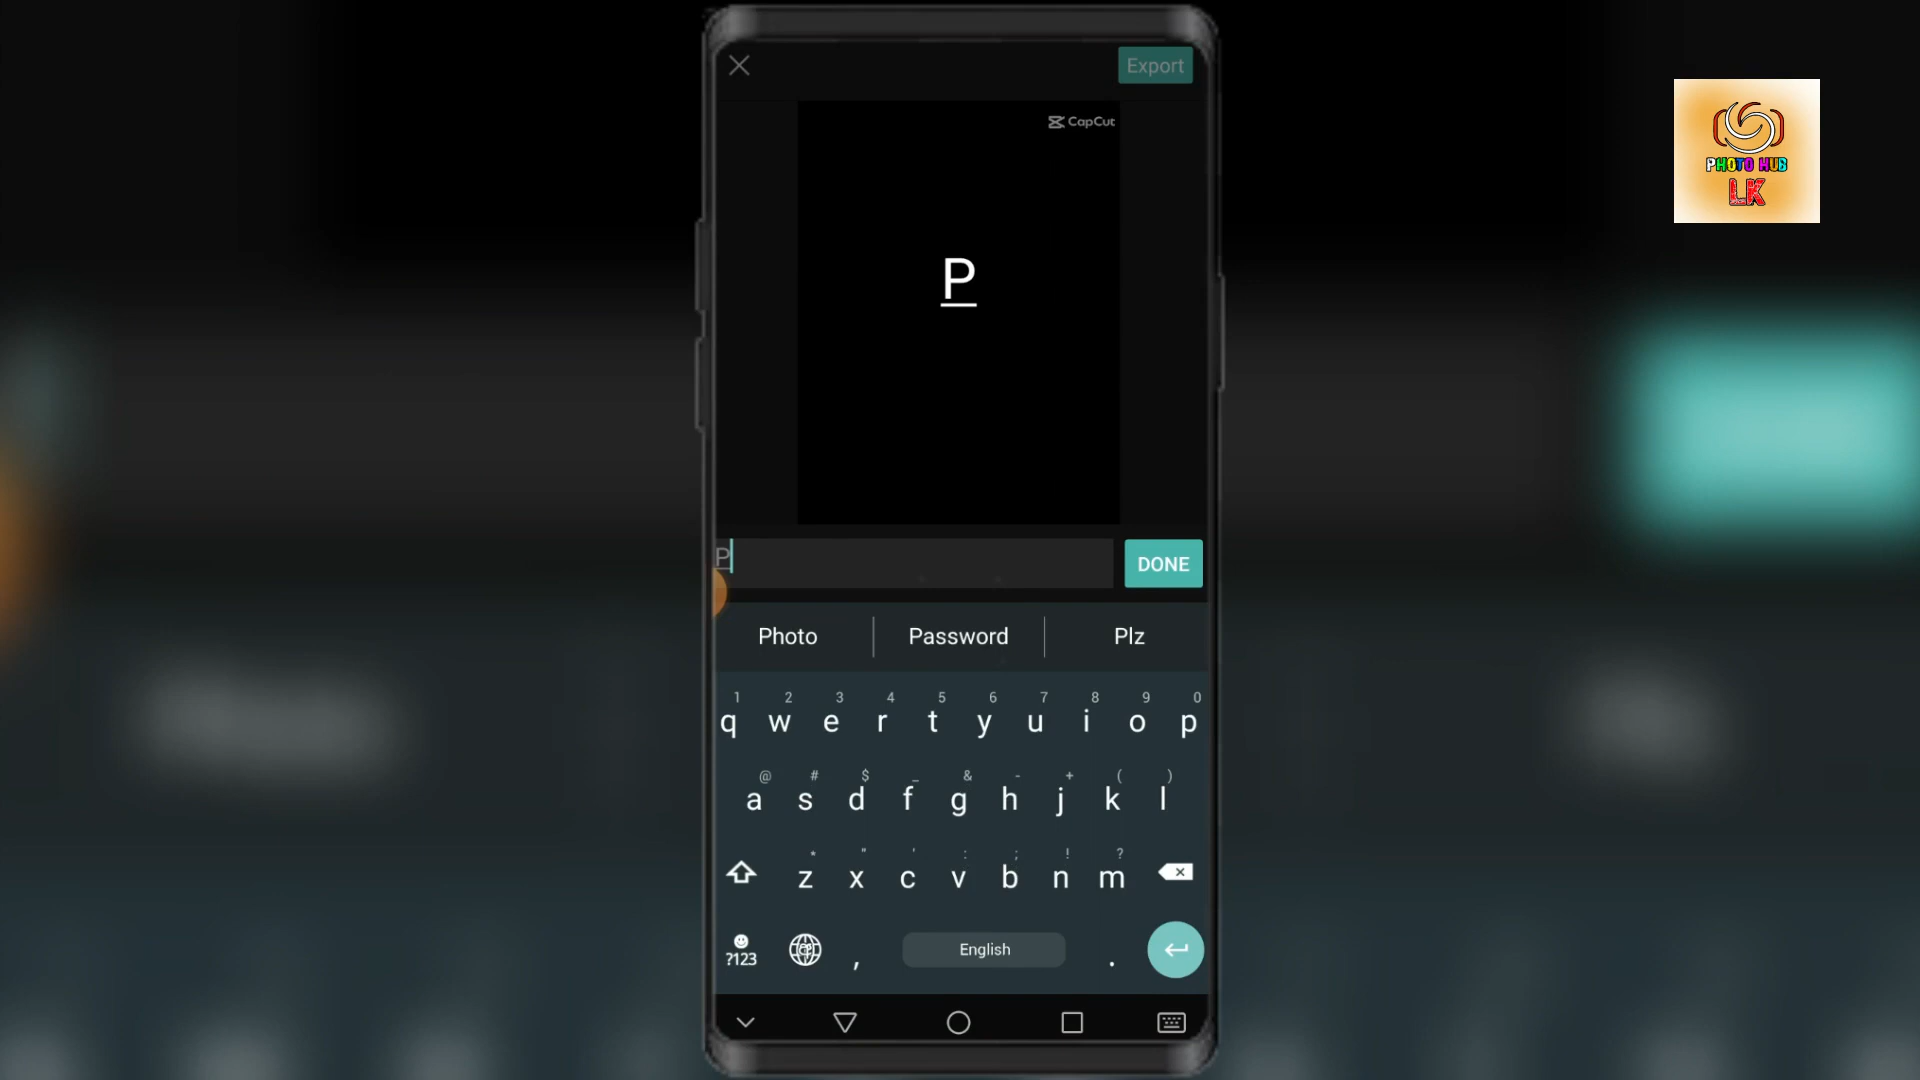 Export
CapCut
PHOTO HUB
LK
P
P
DONE
Photo Password Plz
1 2 3 4 5 6 7 8 9 0
q w e r t y u i o p
@ # $ _ & - + ( )
a s d f g h j k l
* " ' : ; ! ?
z x c v b n m
?123 , English .